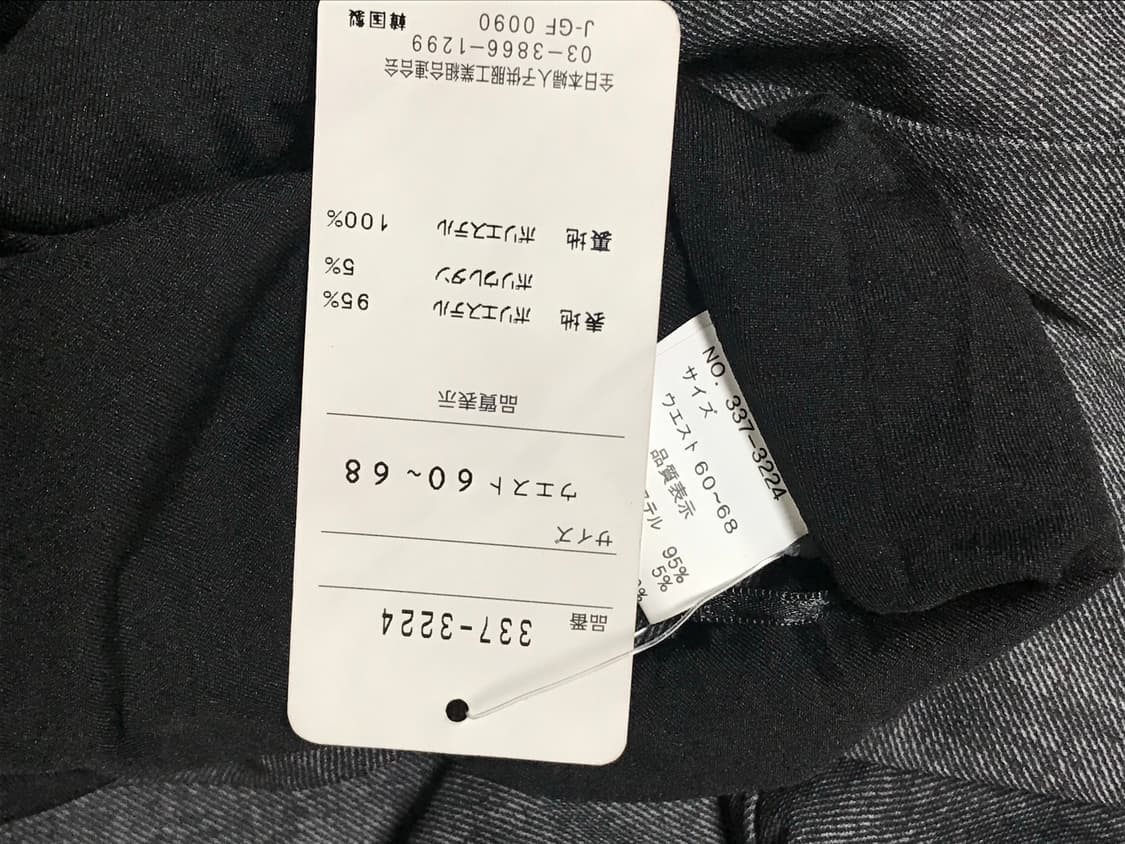 品番 337-3224
サイズ
ウエスト 60~68
品質表示
表地 ポリエステル 95%
ポリウレタン 5%
裏地 ポリエステル 100%
全日本婦人子供服工業組合連合会
03-3866-1299
J-GF 0090 韓国製
NO. 337-3224
サイズ
ウエスト 60~68
品質表示
ステル 95%
5%
%